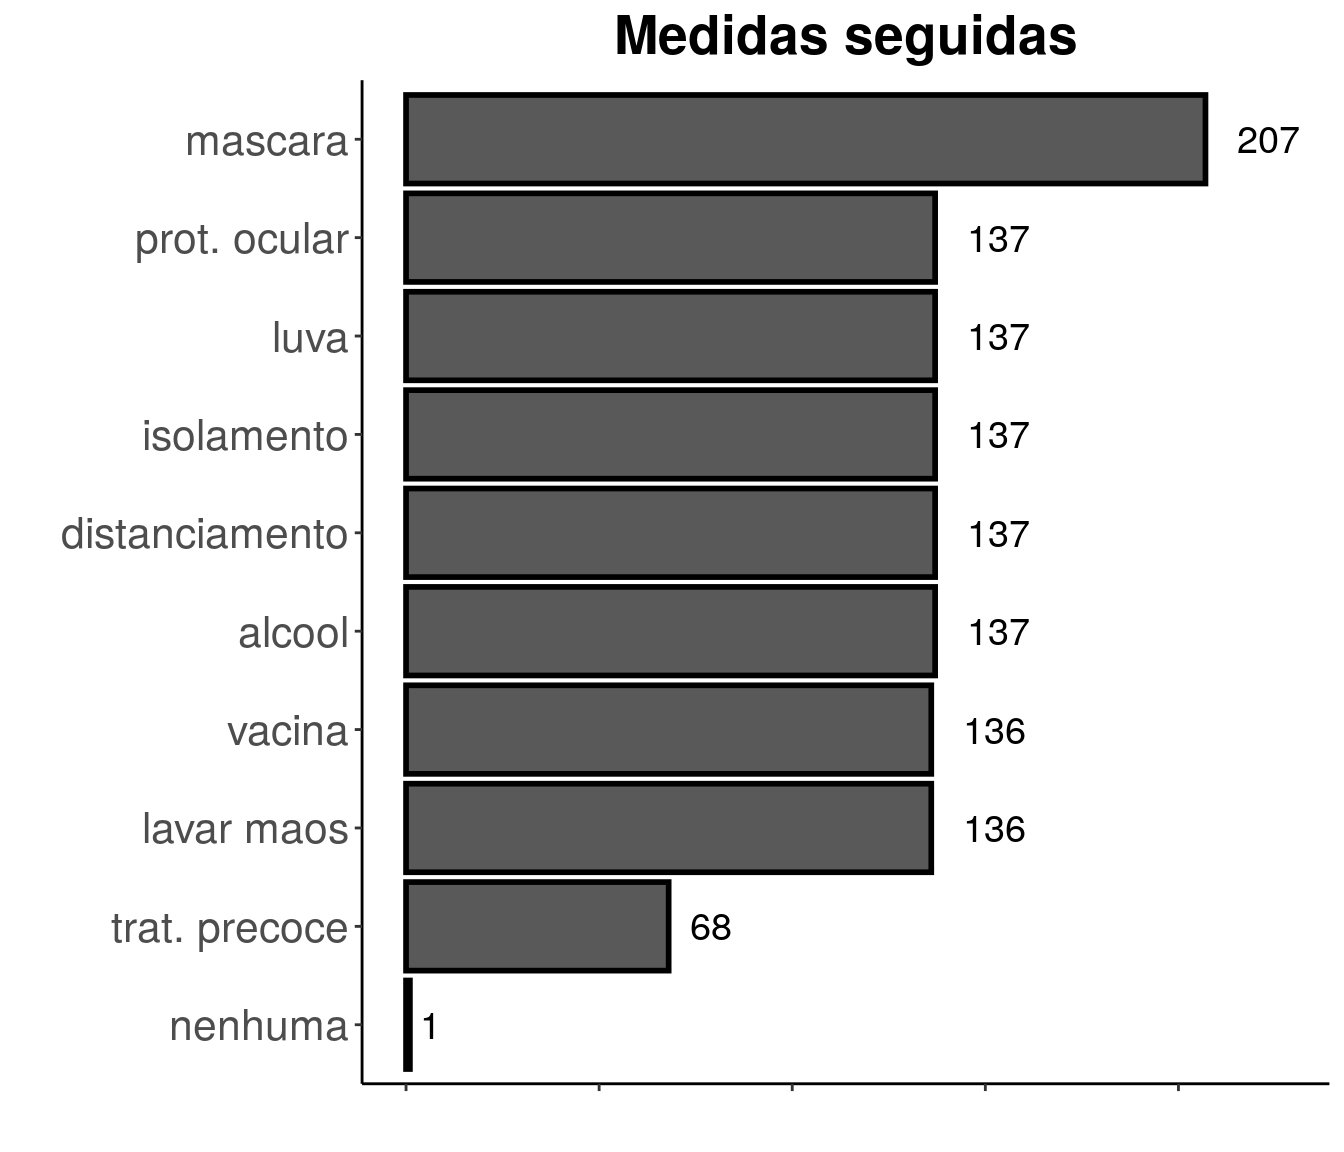 Medidas seguidas
mascara 207
prot. ocular 137
luva 137
isolamento 137
distanciamento 137
alcool 137
vacina 136
lavar maos 136
trat. precoce 68
nenhuma 1